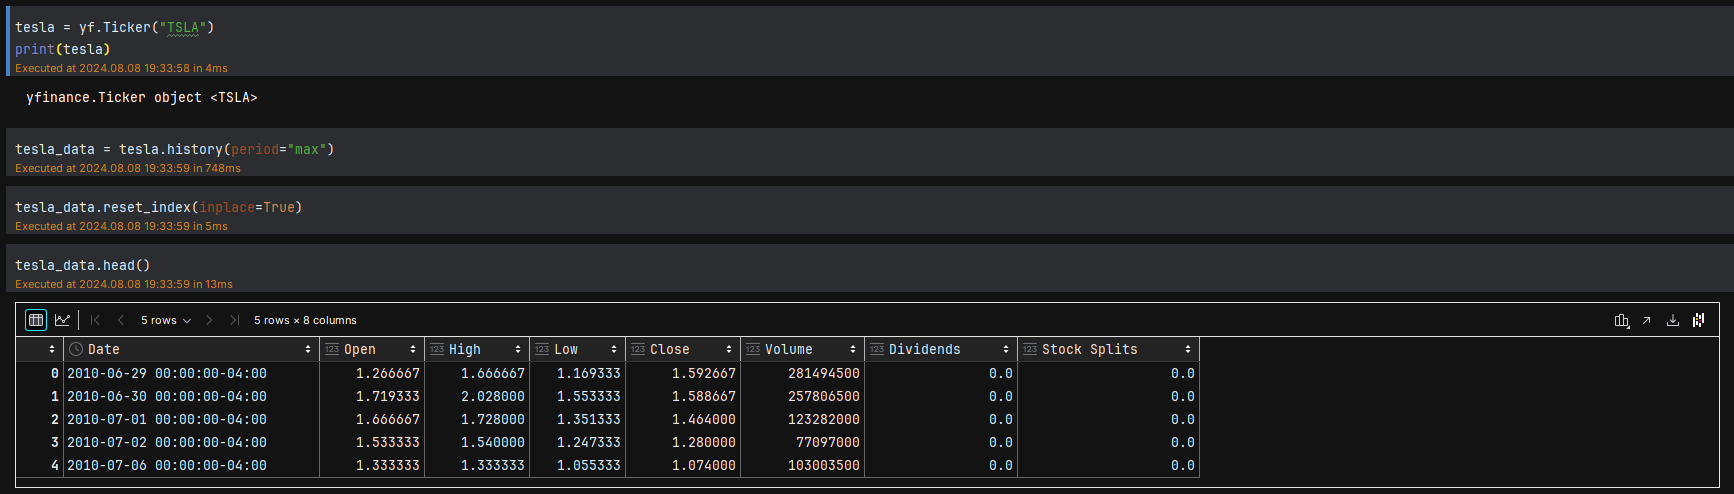 tesla = yf.Ticker("TSLA")
print(tesla)
Executed at 2024.08.08 19:33:58 in 4ms
yfinance.Ticker object <TSLA>
tesla_data = tesla.history(period="max")
Executed at 2024.08.08 19:33:59 in 748ms
tesla_data.reset_index(inplace=True)
Executed at 2024.08.08 19:33:59 in 5ms
tesla_data.head()
Executed at 2024.08.08 19:33:59 in 13ms
5 rows 5 rows × 8 columns
Date 123 Open 123 High 123 Low 123 Close 123 Volume 123 Dividends 123 Stock Splits
0 2010-06-29 00:00:00-04:00 1.266667 1.666667 1.169333 1.592667 281494500 0.0 0.0
1 2010-06-30 00:00:00-04:00 1.719333 2.028000 1.553333 1.588667 257806500 0.0 0.0
2 2010-07-01 00:00:00-04:00 1.666667 1.728000 1.351333 1.464000 123282000 0.0 0.0
3 2010-07-02 00:00:00-04:00 1.533333 1.540000 1.247333 1.280000 77097000 0.0 0.0
4 2010-07-06 00:00:00-04:00 1.333333 1.333333 1.055333 1.074000 103003500 0.0 0.0